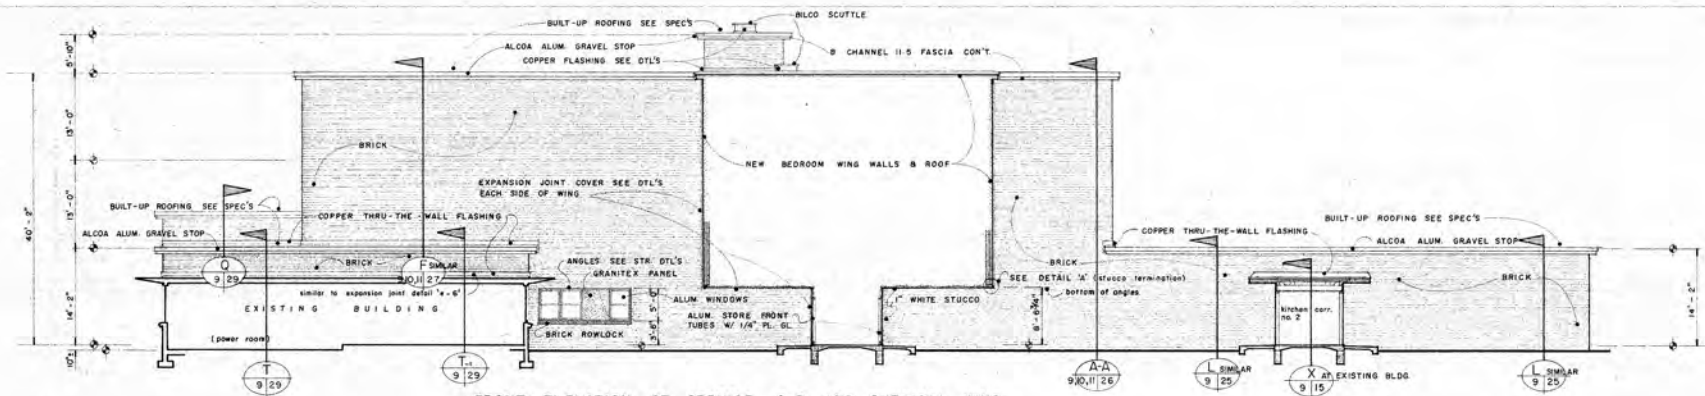 BILCO SCUTTLE
BUILT-UP ROOFING SEE SPEC'S
ALCOA ALUM. GRAVEL STOP
8 CHANNEL 11.5 FASCIA CON'T.
COPPER FLASHING SEE DTL'S
5'-10"
13'-0"
13'-0"
14'-2"
10"±
40'-2"
BRICK
NEW BEDROOM WING WALLS & ROOF
EXPANSION JOINT COVER SEE DTL'S
EACH SIDE OF WING
BUILT-UP ROOFING SEE SPEC'S
COPPER THRU-THE-WALL FLASHING
ALCOA ALUM. GRAVEL STOP
BUILT-UP ROOFING SEE SPEC'S
COPPER THRU-THE-WALL FLASHING
ALCOA ALUM. GRAVEL STOP
BRICK
ANGLES SEE STR. DTL'S
GRANITEX PANEL
BRICK
BRICK
SEE DETAIL 'A' (stucco termination)
bottom of angles
Q
9 29
F SIMILAR
10,11 27
similar to expansion joint detail 'x-6'
EXISTING BUILDING
(power room)
ALUM. WINDOWS
ALUM. STORE FRONT
TUBES W/ 1/4" PL. GL.
BRICK ROWLOCK
5'-0"
3'-6"
1" WHITE STUCCO
8'-6 3/4"
kitchen corr.
no. 2
14'-2"
T
9 29
T-1
9 29
A-A
9,10,11 26
L SIMILAR
9 25
X AT EXISTING BLDG.
9 15
L SIMILAR
9 25